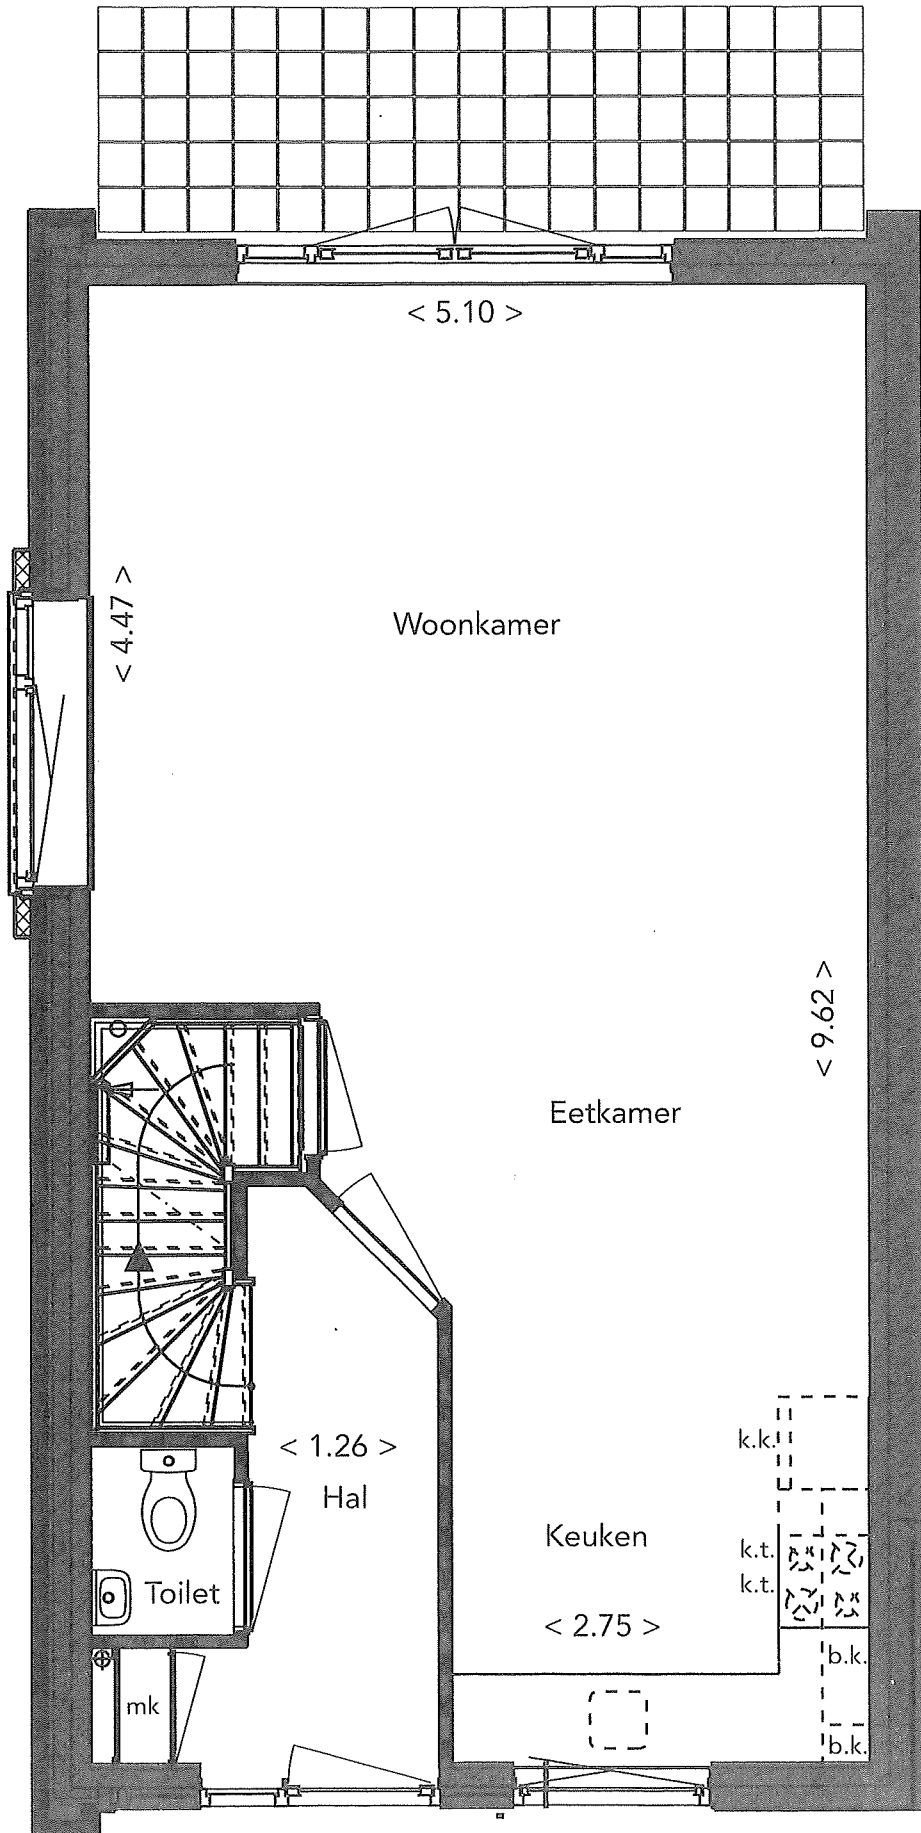 < 5.10 >
< 4.47 >
Woonkamer
< 9.62 >
Eetkamer
< 1.26 >
Hal
k.k.
Keuken
k.t.
k.t.
Toilet
< 2.75 >
b.k.
mk
b.k.